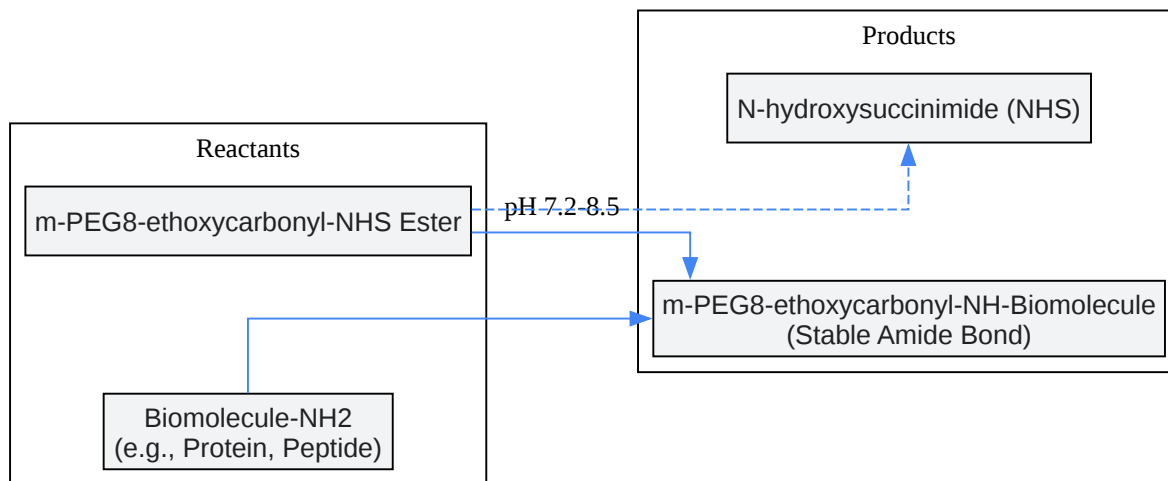 Reactants
m-PEG8-ethoxycarbonyl-NHS Ester
Biomolecule-NH2
(e.g., Protein, Peptide)
pH 7.2-8.5
Products
N-hydroxysuccinimide (NHS)
m-PEG8-ethoxycarbonyl-NH-Biomolecule
(Stable Amide Bond)